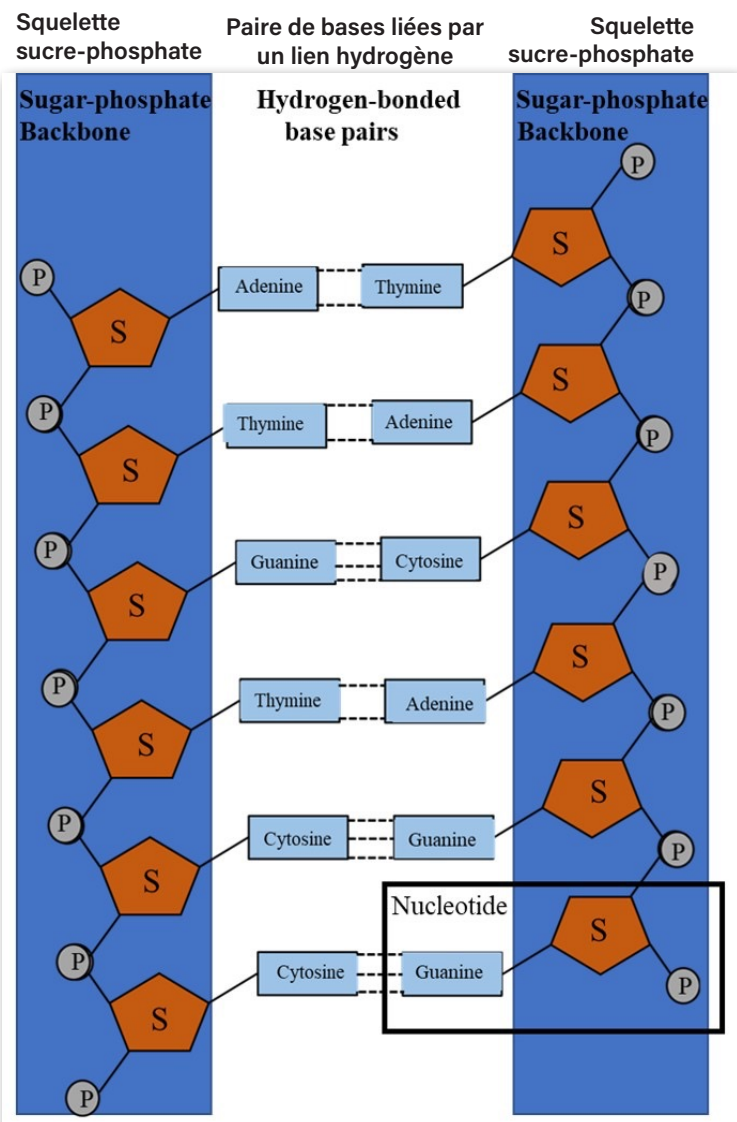 Squelette
sucre-phosphate
Paire de bases liées par
un lien hydrogène
Squelette
sucre-phosphate
Sugar-phosphate
Backbone
Hydrogen-bonded
base pairs
Sugar-phosphate
Backbone
P
S
P
Adenine
Thymine
S
P
P
Thymine
Adenine
S
S
P
P
Guanine
Cytosine
S
S
P
P
Thymine
Adenine
S
S
P
P
Cytosine
Guanine
S
S
P
P
Nucleotide
Cytosine
Guanine
S
S
P
P